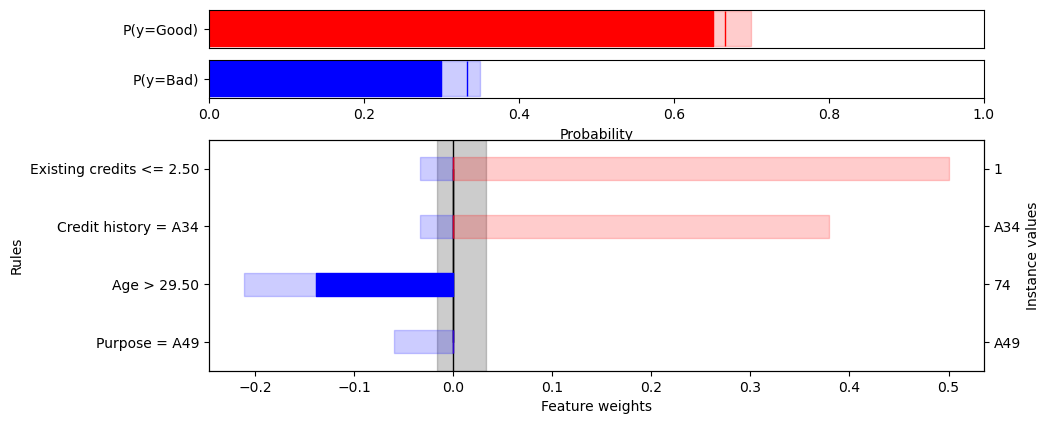 P(y=Good)
P(y=Bad)
0.0 0.2 0.4 0.6 0.8 1.0
Probability
Existing credits <= 2.50 1
Credit history = A34 A34
Age > 29.50 74
Purpose = A49 A49
Rules
Instance values
−0.2 −0.1 0.0 0.1 0.2 0.3 0.4 0.5
Feature weights